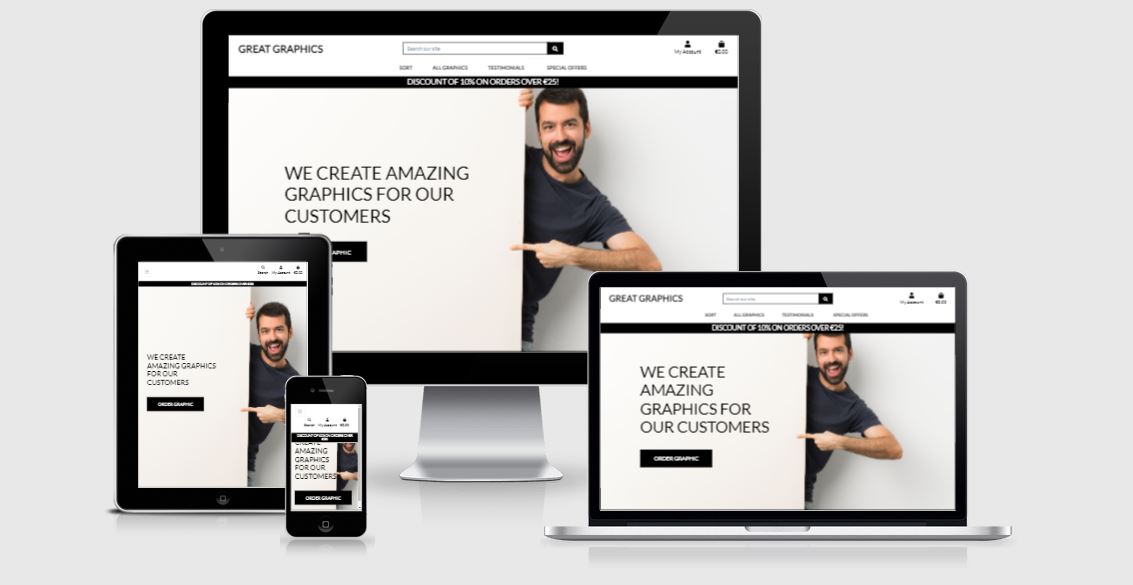 GREAT GRAPHICS
Search our site
My Account
€0.00
SORT
ALL GRAPHICS
TESTIMONIALS
SPECIAL OFFERS
DISCOUNT OF 10% ON ORDERS OVER €25!
WE CREATE AMAZING
GRAPHICS FOR OUR
CUSTOMERS
APHIC
Search
My Account
€0.00
DISCOUNT OF 10% ON ORDERS OVER €25!
WE CREATE
AMAZING GRAPHICS
FOR OUR
CUSTOMERS
ORDER GRAPHIC
Search
My Account
€0.00
DISCOUNT OF 10% ON ORDERS OVER
€25!
CREATE
AMAZING
GRAPHICS
FOR OUR
CUSTOMERS
ORDER GRAPHIC
GREAT GRAPHICS
Search our site
My Account
€0.00
SORT
ALL GRAPHICS
TESTIMONIALS
SPECIAL OFFERS
DISCOUNT OF 10% ON ORDERS OVER €25!
WE CREATE
AMAZING
GRAPHICS FOR
OUR CUSTOMERS
ORDER GRAPHIC